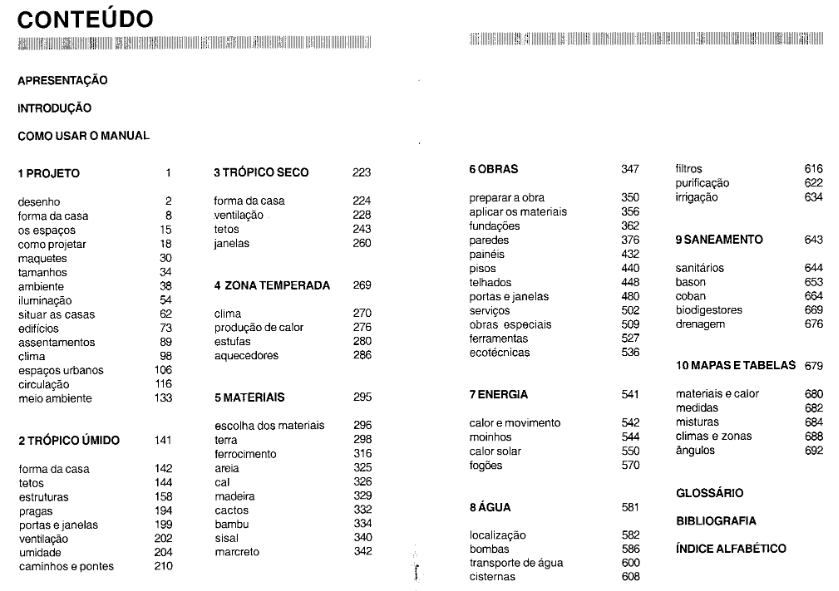 CONTEÚDO
APRESENTAÇÃO
INTRODUÇÃO
COMO USAR O MANUAL
1 PROJETO 1
desenho 2
forma da casa 8
os espaços 15
como projetar 18
maquetes 30
tamanhos 34
ambiente 38
iluminação 54
situar as casas 62
edifícios 73
assentamentos 89
clima 98
espaços urbanos 106
circulação 116
meio ambiente 133
2 TRÓPICO ÚMIDO 141
forma da casa 142
tetos 144
estruturas 158
pragas 194
portas e janelas 199
ventilação 202
umidade 204
caminhos e pontes 210
3 TRÓPICO SECO 223
forma da casa 224
ventilação 228
tetos 243
janelas 260
4 ZONA TEMPERADA 269
clima 270
produção de calor 276
estufas 280
aquecedores 286
5 MATERIAIS 295
escolha dos materiais 296
terra 298
ferrocimento 316
areia 325
cal 326
madeira 329
cactos 332
bambu 334
sisal 340
marcreto 342
6 OBRAS 347
preparar a obra 350
aplicar os materiais 356
fundações 362
paredes 376
painéis 432
pisos 440
telhados 448
portas e janelas 480
serviços 502
obras especiais 509
ferramentas 527
ecotécnicas 536
7 ENERGIA 541
calor e movimento 542
moinhos 544
calor solar 550
fogões 570
8 ÁGUA 581
localização 582
bombas 586
transporte de água 600
cisternas 608
filtros 616
purificação 622
irrigação 634
9 SANEAMENTO 643
sanitários 644
bason 653
coban 664
biodigestores 669
drenagem 676
10 MAPAS E TABELAS 679
materiais e calor 680
medidas 682
misturas 684
climas e zonas 688
ângulos 692
GLOSSÁRIO
BIBLIOGRAFIA
ÍNDICE ALFABÉTICO